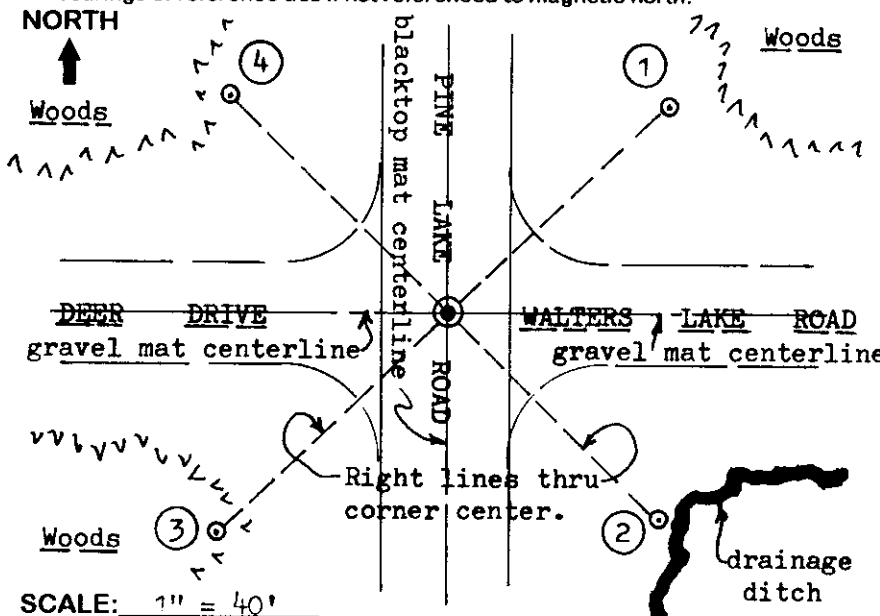 NORTH
Woods
4
blacktop mat centerline
PINE LAKE ROAD
1
Woods
DEER DRIVE
gravel mat centerline
WALTERS LAKE ROAD
gravel mat centerline
Right lines thru
corner center.
Woods
3
2
drainage
ditch
SCALE: 1" = 40'